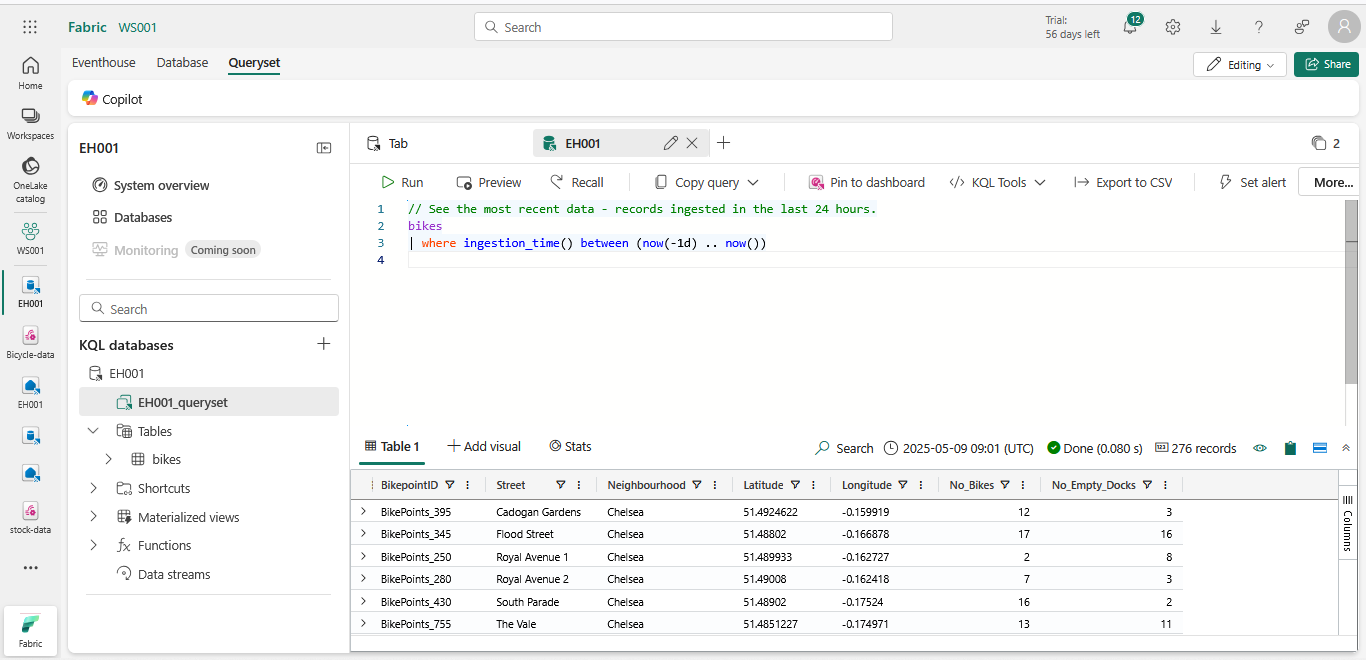 Fabric WS001
Search
Trial:
56 days left
12
Eventhouse Database Queryset
Editing
Share
Copilot
Home
Workspaces
OneLake
catalog
WS001
EH001
Bicycle-data
EH001
stock-data
Fabric
EH001
System overview
Databases
Monitoring Coming soon
Search
KQL databases
EH001
EH001_queryset
Tables
bikes
Shortcuts
Materialized views
Functions
Data streams
Tab
EH001
2
Run Preview Recall Copy query Pin to dashboard </> KQL Tools Export to CSV Set alert More...
1 // See the most recent data - records ingested in the last 24 hours.
2 bikes
3 | where ingestion_time() between (now(-1d) .. now())
4
Table 1 Add visual Stats Search 2025-05-09 09:01 (UTC) Done (0.080 s) 276 records
BikepointID Street Neighbourhood Latitude Longitude No_Bikes No_Empty_Docks
BikePoints_395 Cadogan Gardens Chelsea 51.4924622 -0.159919 12 3
BikePoints_345 Flood Street Chelsea 51.48802 -0.166878 17 16
BikePoints_250 Royal Avenue 1 Chelsea 51.489933 -0.162727 2 8
BikePoints_280 Royal Avenue 2 Chelsea 51.49008 -0.162418 7 3
BikePoints_430 South Parade Chelsea 51.48902 -0.17524 16 2
BikePoints_755 The Vale Chelsea 51.4851227 -0.174971 13 11
Columns